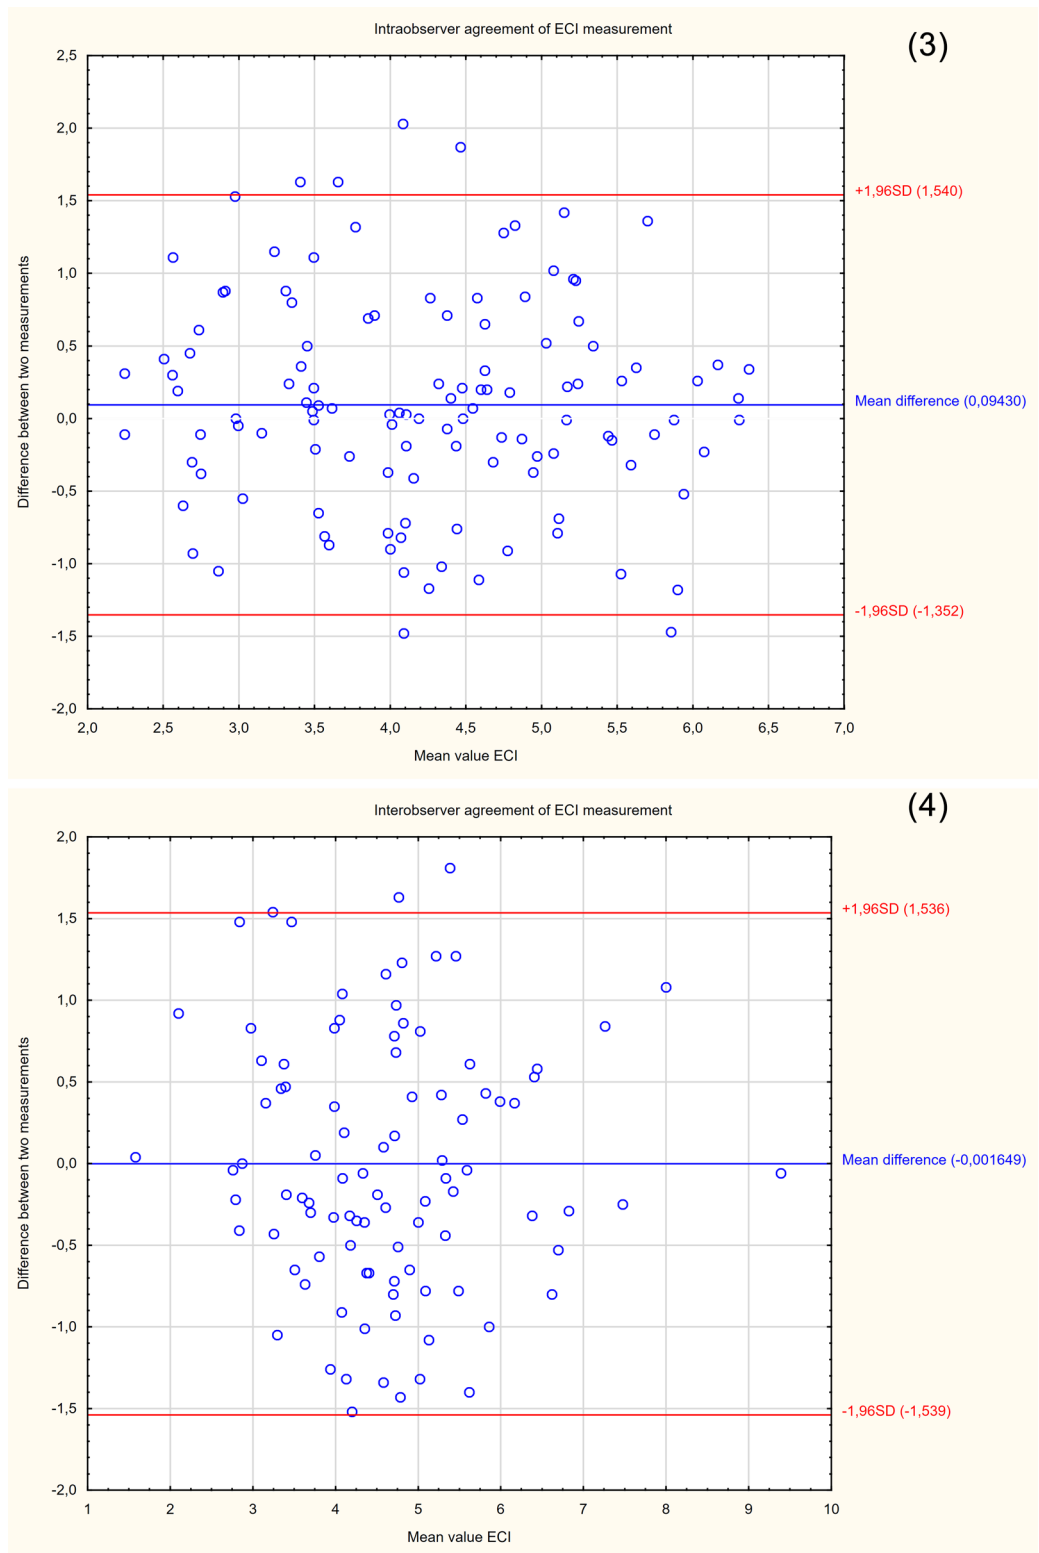 Intraobserver agreement of ECI measurement
(3)
2,5
2,0
1,5
1,0
0,5
0,0
-0,5
-1,0
-1,5
-2,0
Difference between two measurements
+1,96SD (1,540)
Mean difference (0,09430)
-1,96SD (-1,352)
2,0 2,5 3,0 3,5 4,0 4,5 5,0 5,5 6,0 6,5 7,0
Mean value ECI
Interobserver agreement of ECI measurement
(4)
2,0
1,5
1,0
0,5
0,0
-0,5
-1,0
-1,5
-2,0
Difference between two measurements
+1,96SD (1,536)
Mean difference (-0,001649)
-1,96SD (-1,539)
1 2 3 4 5 6 7 8 9 10
Mean value ECI